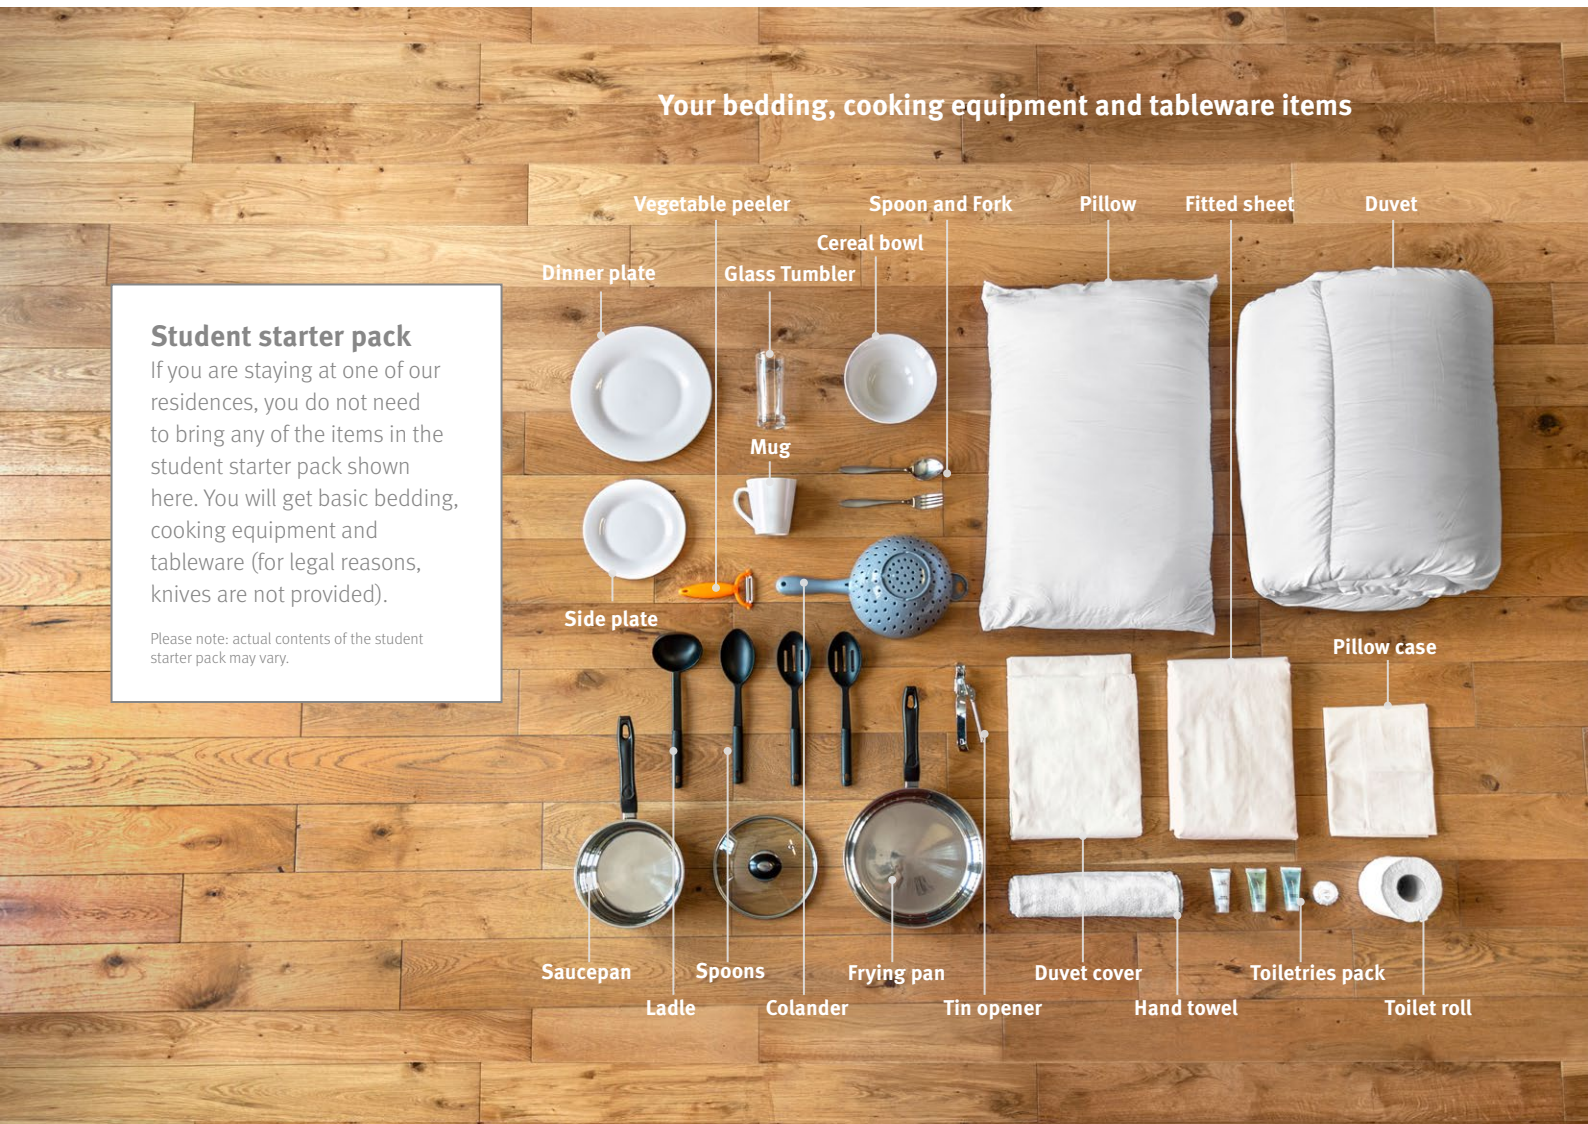 Your bedding, cooking equipment and tableware items
Vegetable peeler
Spoon and Fork
Pillow
Fitted sheet
Duvet
Cereal bowl
Dinner plate
Glass Tumbler
Student starter pack
If you are staying at one of our
residences, you do not need
to bring any of the items in the
student starter pack shown
here. You will get basic bedding,
cooking equipment and
tableware (for legal reasons,
knives are not provided).
Please note: actual contents of the student
starter pack may vary.
Mug
Side plate
Pillow case
Saucepan
Spoons
Frying pan
Duvet cover
Toiletries pack
Ladle
Colander
Tin opener
Hand towel
Toilet roll